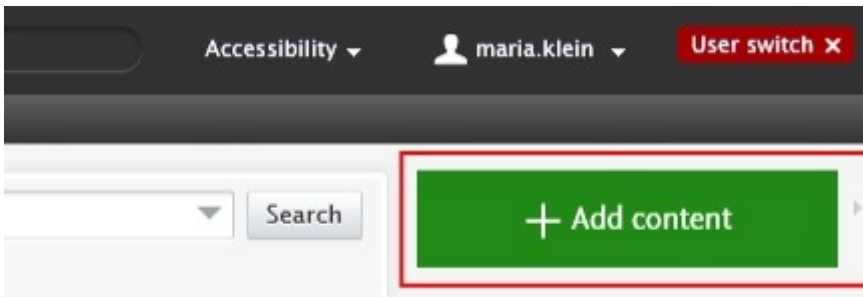 Accessibility maria.klein User switch ×
Search + Add content